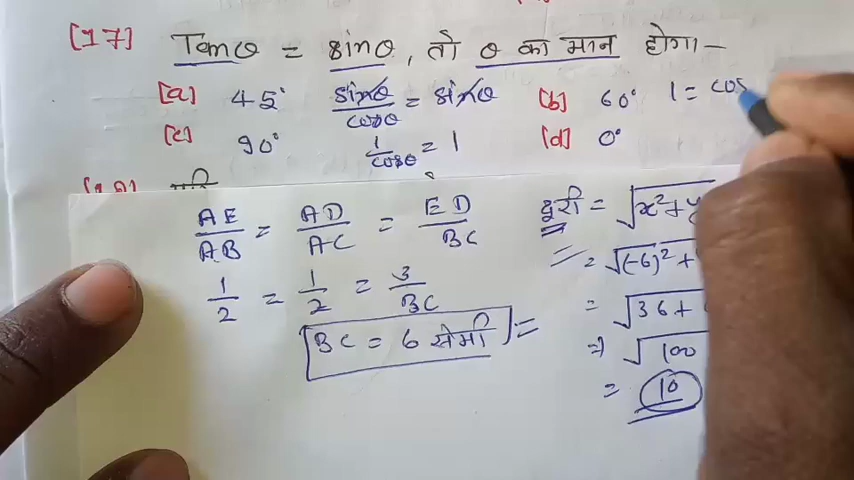 [17] Tanθ = sinθ, तो θ का मान होगा —
[a] 45° sinθ/cosθ = sinθ [b] 60° 1 = cos
[c] 90° 1/cosθ = 1 [d] 0°
AE/AB = AD/AC = ED/BC
1/2 = 1/2 = 3/BC
BC = 6 सेमी
दूरी = √x²+y
= √(-6)²+
= √36+
⇒ √100
= 10